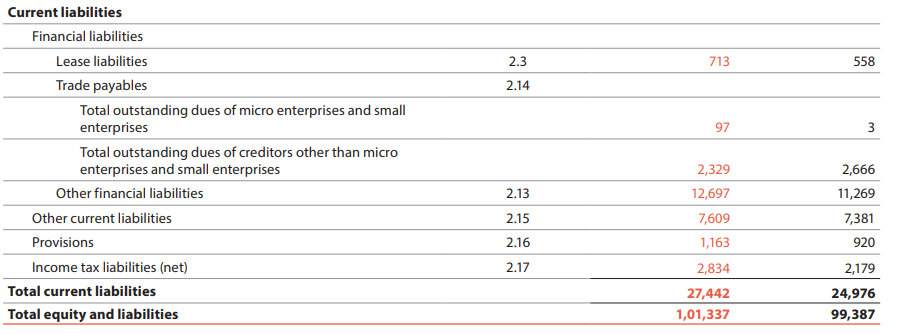 Current liabilities
Financial liabilities
Lease liabilities 2.3 713 558
Trade payables 2.14
Total outstanding dues of micro enterprises and small
enterprises 97 3
Total outstanding dues of creditors other than micro
enterprises and small enterprises 2,329 2,666
Other financial liabilities 2.13 12,697 11,269
Other current liabilities 2.15 7,609 7,381
Provisions 2.16 1,163 920
Income tax liabilities (net) 2.17 2,834 2,179
Total current liabilities 27,442 24,976
Total equity and liabilities 1,01,337 99,387